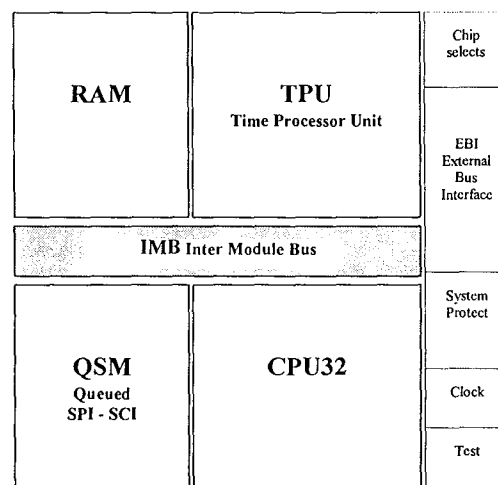 RAM
TPU
Time Processor Unit
Chip
selects
EBI
External
Bus
Interface
IMB Inter Module Bus
System
Protect
QSM
Queued
SPI - SCI
CPU32
Clock
Test